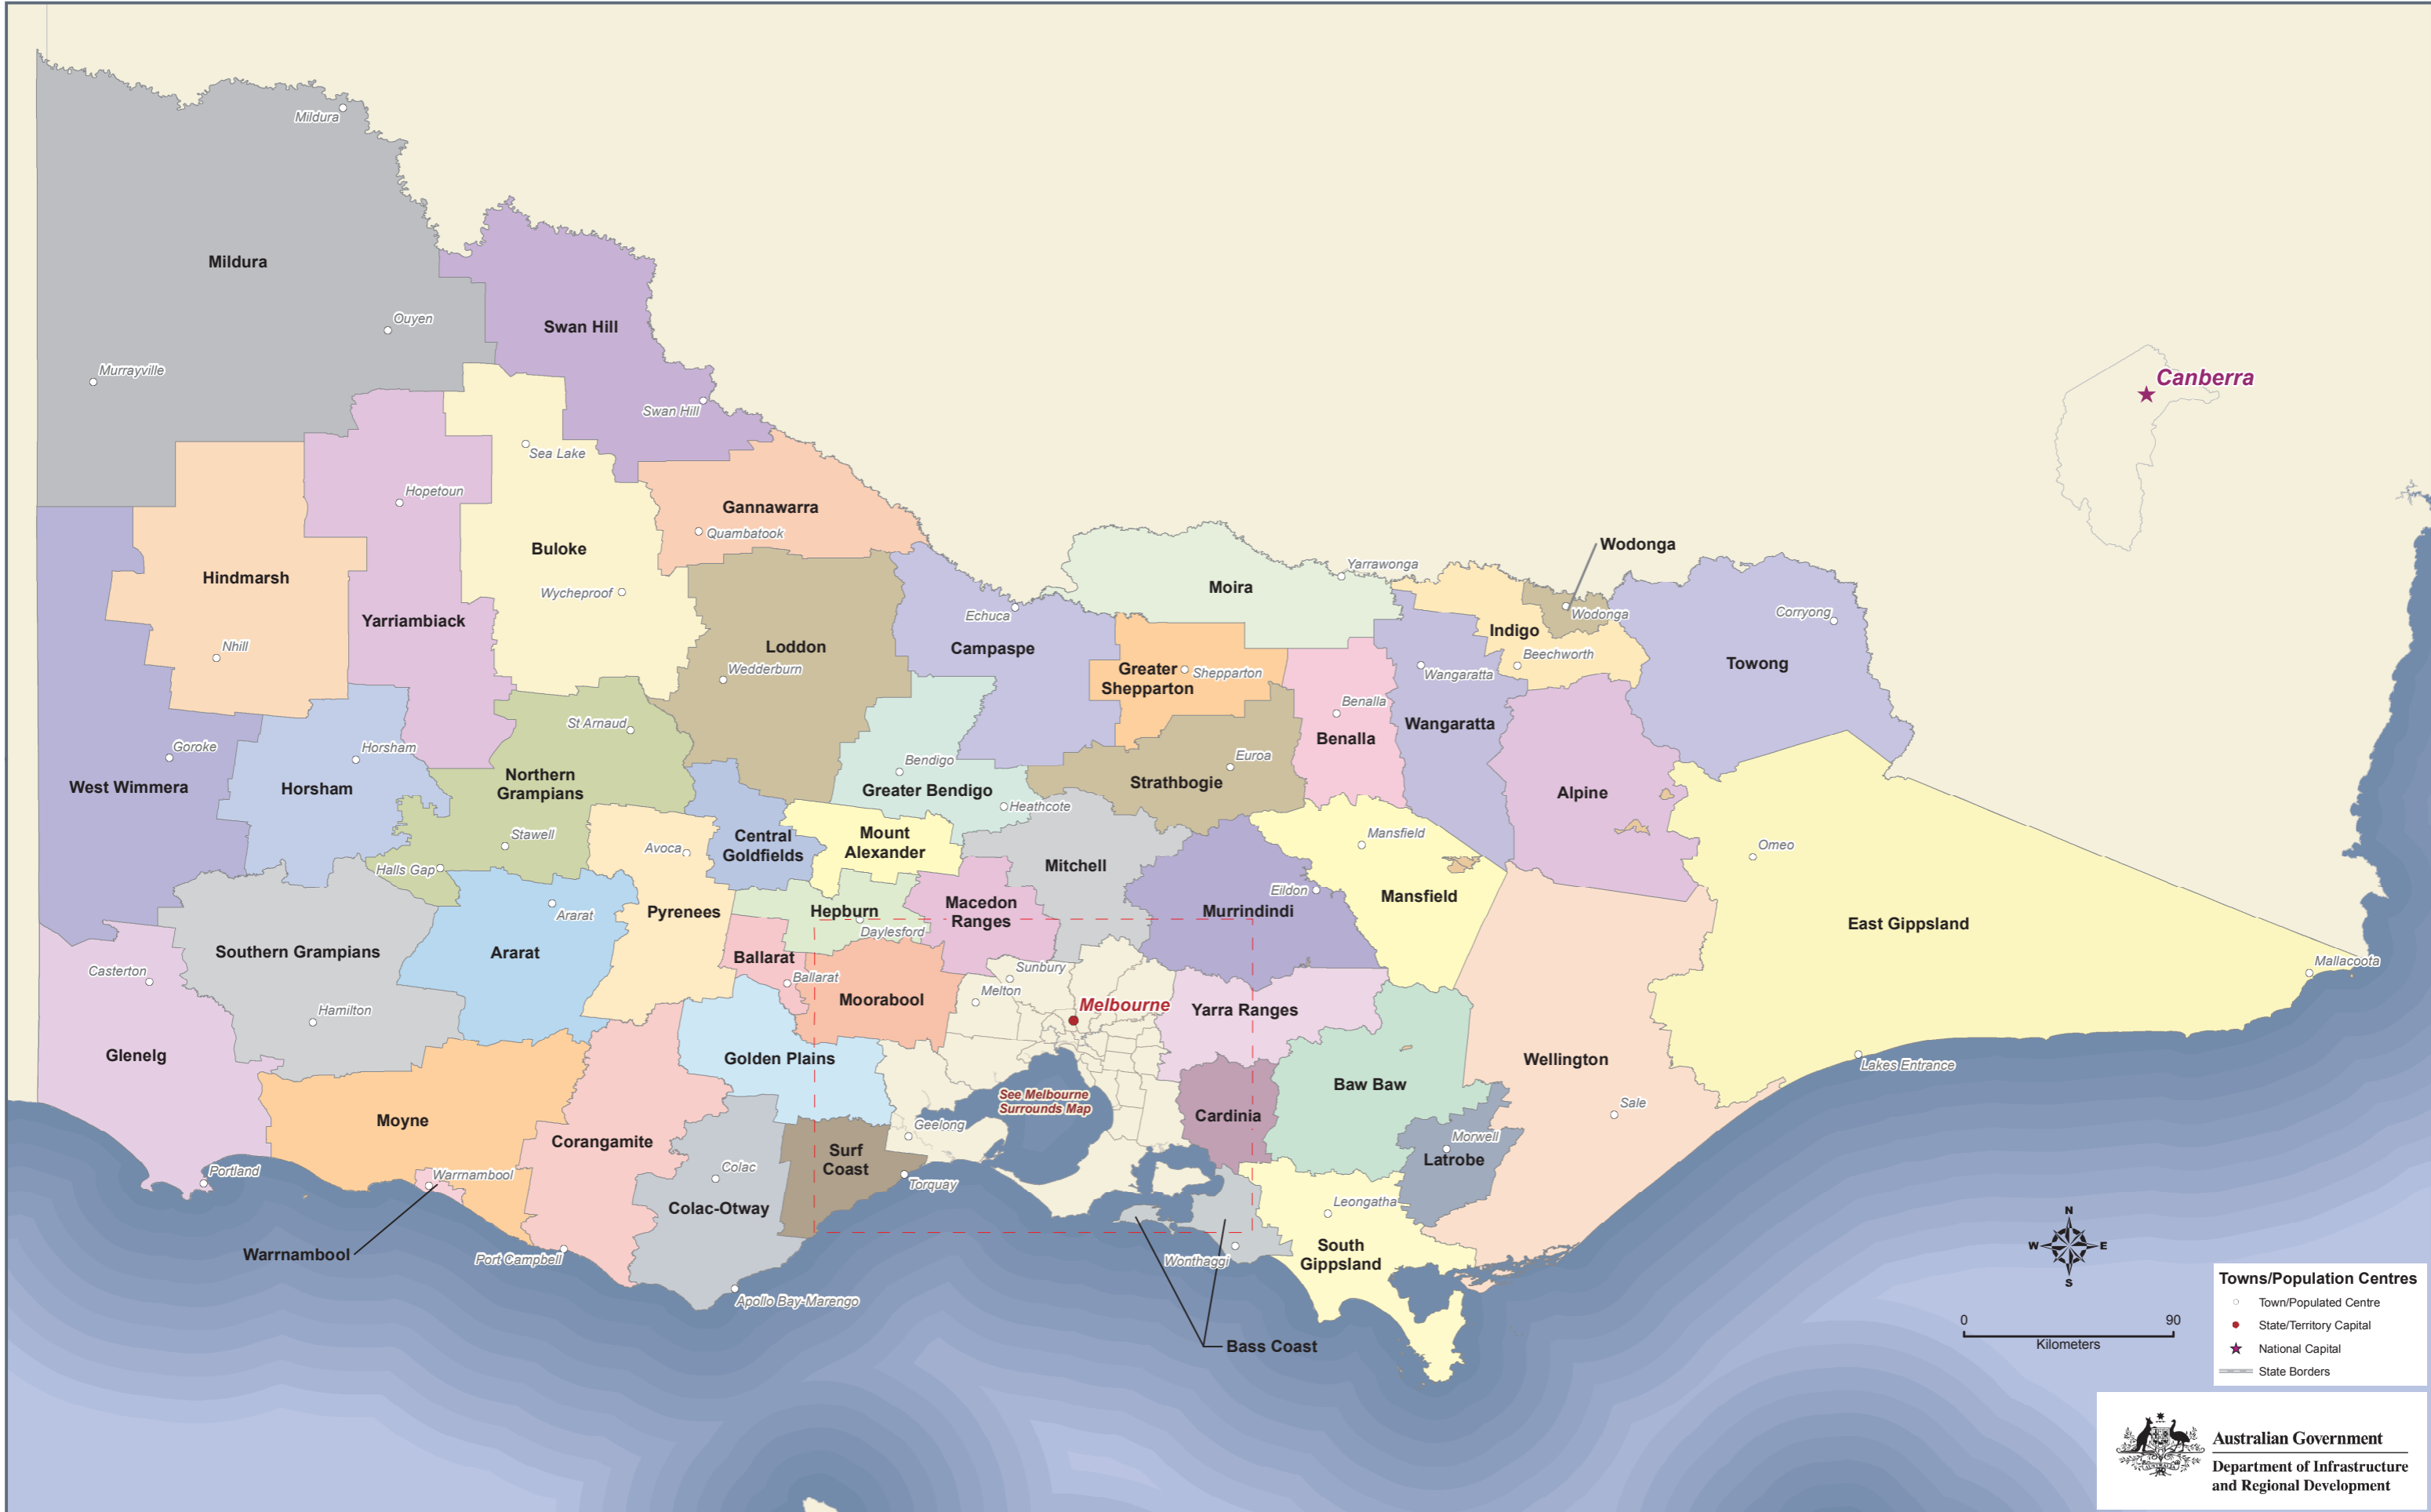 Mildura
Mildura
Ouyen
Murrayville
Swan Hill
Swan Hill
Canberra
Sea Lake
Hopetoun
Gannawarra
Quambatook
Buloke
Wycheproof
Hindmarsh
Nhill
Yarriambiack
Loddon
Wedderburn
Echuca
Campaspe
Moira
Yarrawonga
Wodonga
Wodonga
Indigo
Beechworth
Corryong
Towong
Greater
Shepparton
Shepparton
Wangaratta
Wangaratta
Benalla
Benalla
St Arnaud
Goroke
West Wimmera
Horsham
Horsham
Northern
Grampians
Stawell
Halls Gap
Bendigo
Greater Bendigo
Heathcote
Euroa
Strathbogie
Alpine
Central
Goldfields
Mount
Alexander
Avoca
Mitchell
Mansfield
Mansfield
Omeo
Eildon
Murrindindi
Pyrenees
Hepburn
Daylesford
Macedon
Ranges
Ararat
Ararat
East Gippsland
Southern Grampians
Casterton
Hamilton
Ballarat
Ballarat
Moorabool
Sunbury
Melton
Melbourne
Yarra Ranges
Mallacoota
Glenelg
Golden Plains
Wellington
Baw Baw
Lakes Entrance
See Melbourne
Surrounds Map
Cardinia
Sale
Moyne
Corangamite
Geelong
Surf
Coast
Morwell
Latrobe
Portland
Warrnambool
Colac
Torquay
Colac-Otway
Leongatha
Warrnambool
Port Campbell
Wonthaggi
South
Gippsland
Apollo Bay-Marengo
Bass Coast
N
W
E
S
0
90
Kilometers
Towns/Population Centres
Town/Populated Centre
State/Territory Capital
National Capital
State Borders
Australian Government
Department of Infrastructure
and Regional Development